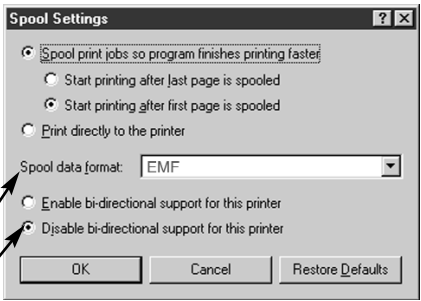 Spool Settings
Spool print jobs so program finishes printing faster
Start printing after last page is spooled
Start printing after first page is spooled
Print directly to the printer
Spool data format: EMF
Enable bi-directional support for this printer
Disable bi-directional support for this printer
OK Cancel Restore Defaults